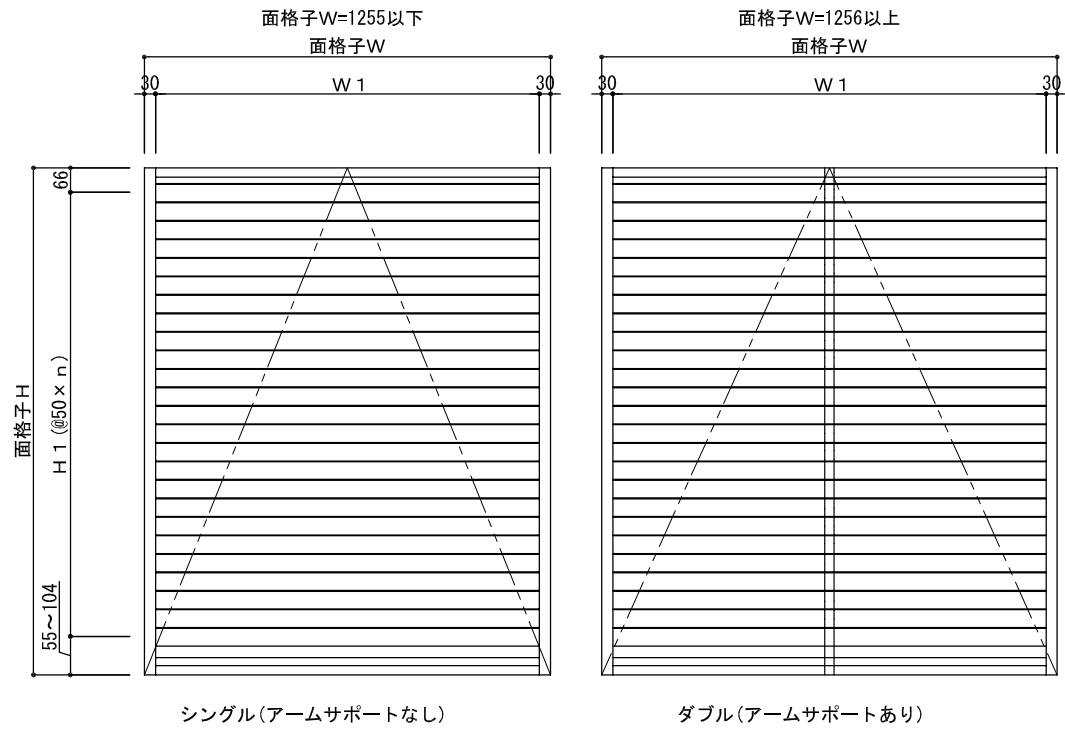 面格子W=1255以下
面格子W
30
W1
30
面格子W=1256以上
面格子W
30
W1
30
66
面格子H
H1(@50×n)
55~104
シングル(アームサポートなし)
ダブル(アームサポートあり)